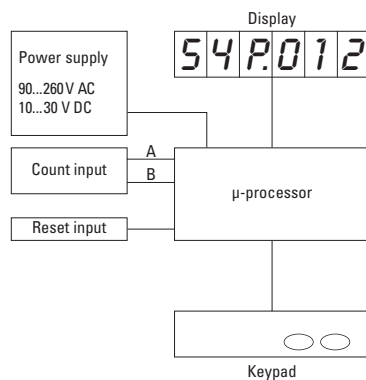 Display
54P.012
Power supply
90...260 V AC
10...30 V DC
Count input
A
B
µ-processor
Reset input
Keypad